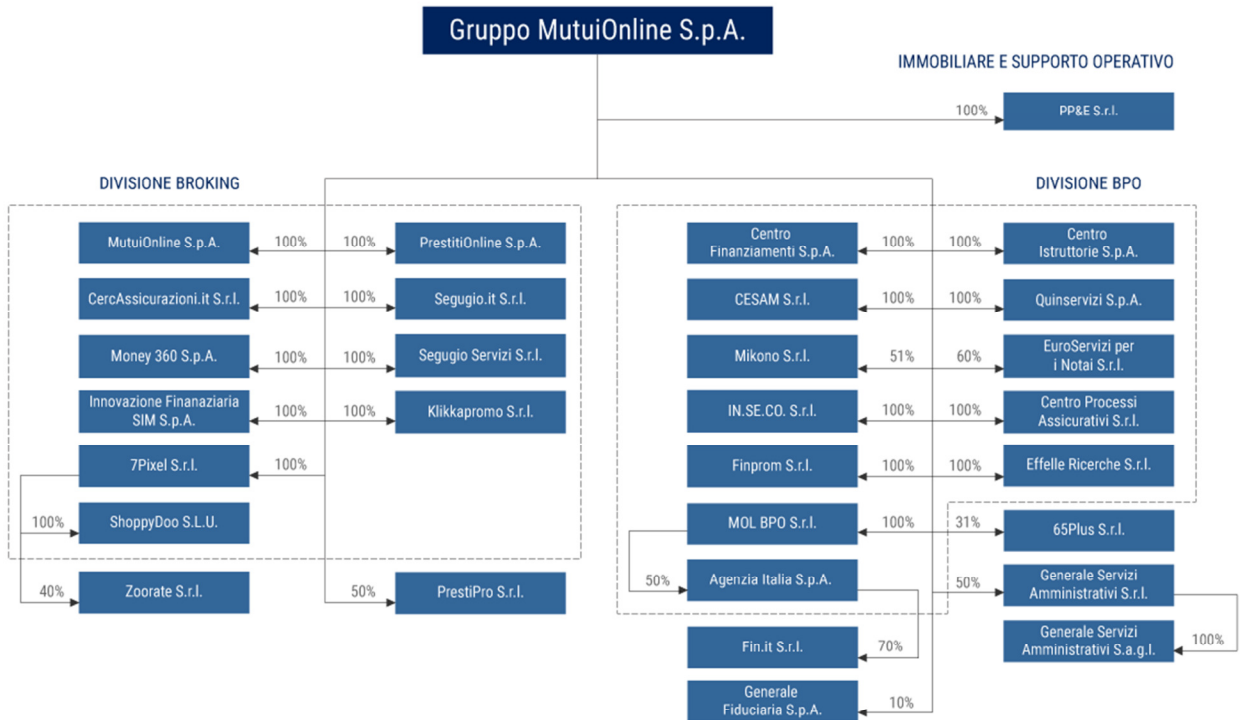 Gruppo MutuiOnline S.p.A.
IMMOBILIARE E SUPPORTO OPERATIVO
100%
PP&E S.r.l.
DIVISIONE BROKING
DIVISIONE BPO
MutuiOnline S.p.A.
100%
100%
PrestitiOnline S.p.A.
CercAssicurazioni.it S.r.l.
100%
100%
Segugio.it S.r.l.
Money 360 S.p.A.
100%
100%
Segugio Servizi S.r.l.
Innovazione Finanaziaria
SIM S.p.A.
100%
100%
Klikkapromo S.r.l.
7Pixel S.r.l.
100%
100%
ShoppyDoo S.L.U.
40%
Zoorate S.r.l.
50%
PrestiPro S.r.l.
Centro
Finanziamenti S.p.A.
100%
100%
Centro
Istruttorie S.p.A.
CESAM S.r.l.
100%
100%
Quinservizi S.p.A.
Mikono S.r.l.
51%
60%
EuroServizi per
i Notai S.r.l.
IN.SE.CO. S.r.l.
100%
100%
Centro Processi
Assicurativi S.r.l.
Finprom S.r.l.
100%
100%
Effelle Ricerche S.r.l.
MOL BPO S.r.l.
100%
31%
65Plus S.r.l.
50%
Agenzia Italia S.p.A.
50%
Generale Servizi
Amministrativi S.r.l.
Fin.it S.r.l.
70%
Generale Servizi
Amministrativi S.a.g.l.
100%
Generale
Fiduciaria S.p.A.
10%